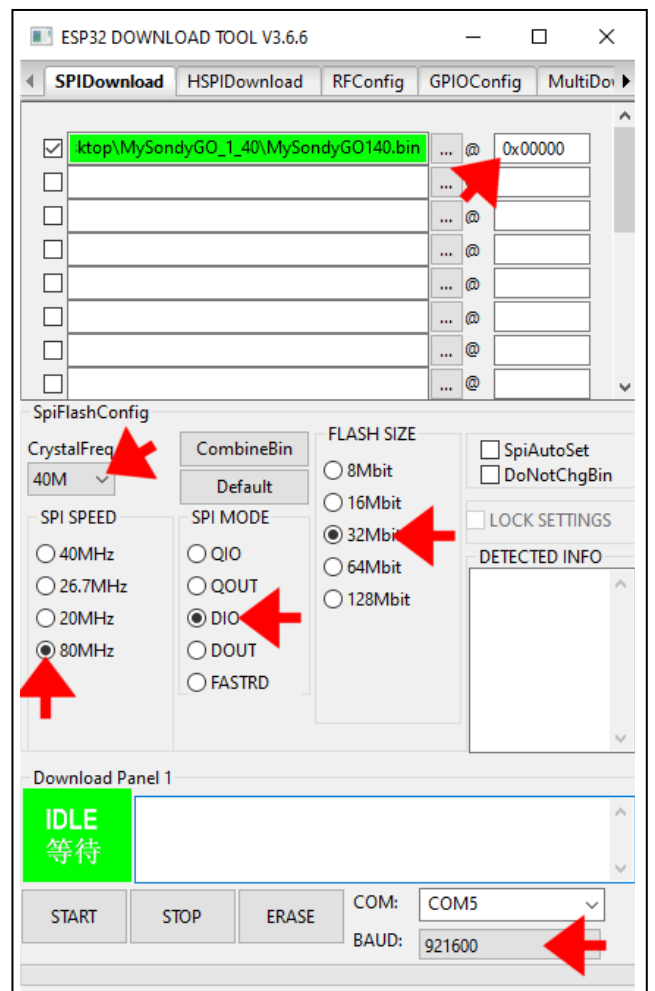 ESP32 DOWNLOAD TOOL V3.6.6
SPIDownload HSPIDownload RFConfig GPIOConfig MultiDo
ktop\MySondyGO_1_40\MySondyGO140.bin ... @ 0x00000
... @
... @
... @
... @
... @
... @
... @
SpiFlashConfig
CrystalFreq
40M
CombineBin
Default
SPI SPEED
40MHz
26.7MHz
20MHz
80MHz
SPI MODE
QIO
QOUT
DIO
DOUT
FASTRD
FLASH SIZE
8Mbit
16Mbit
32Mbit
64Mbit
128Mbit
SpiAutoSet
DoNotChgBin
LOCK SETTINGS
DETECTED INFO
Download Panel 1
IDLE
等待
START STOP ERASE
COM: COM5
BAUD: 921600